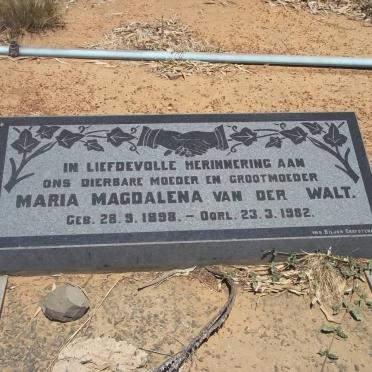 IN LIEFDEVOLLE HERINNERING AAN
ONS DIERBARE MOEDER EN GROOTMOEDER
MARIA MAGDALENA VAN DER WALT.
GEB. 28. 9. 1898. - OORL. 23. 3. 1982.